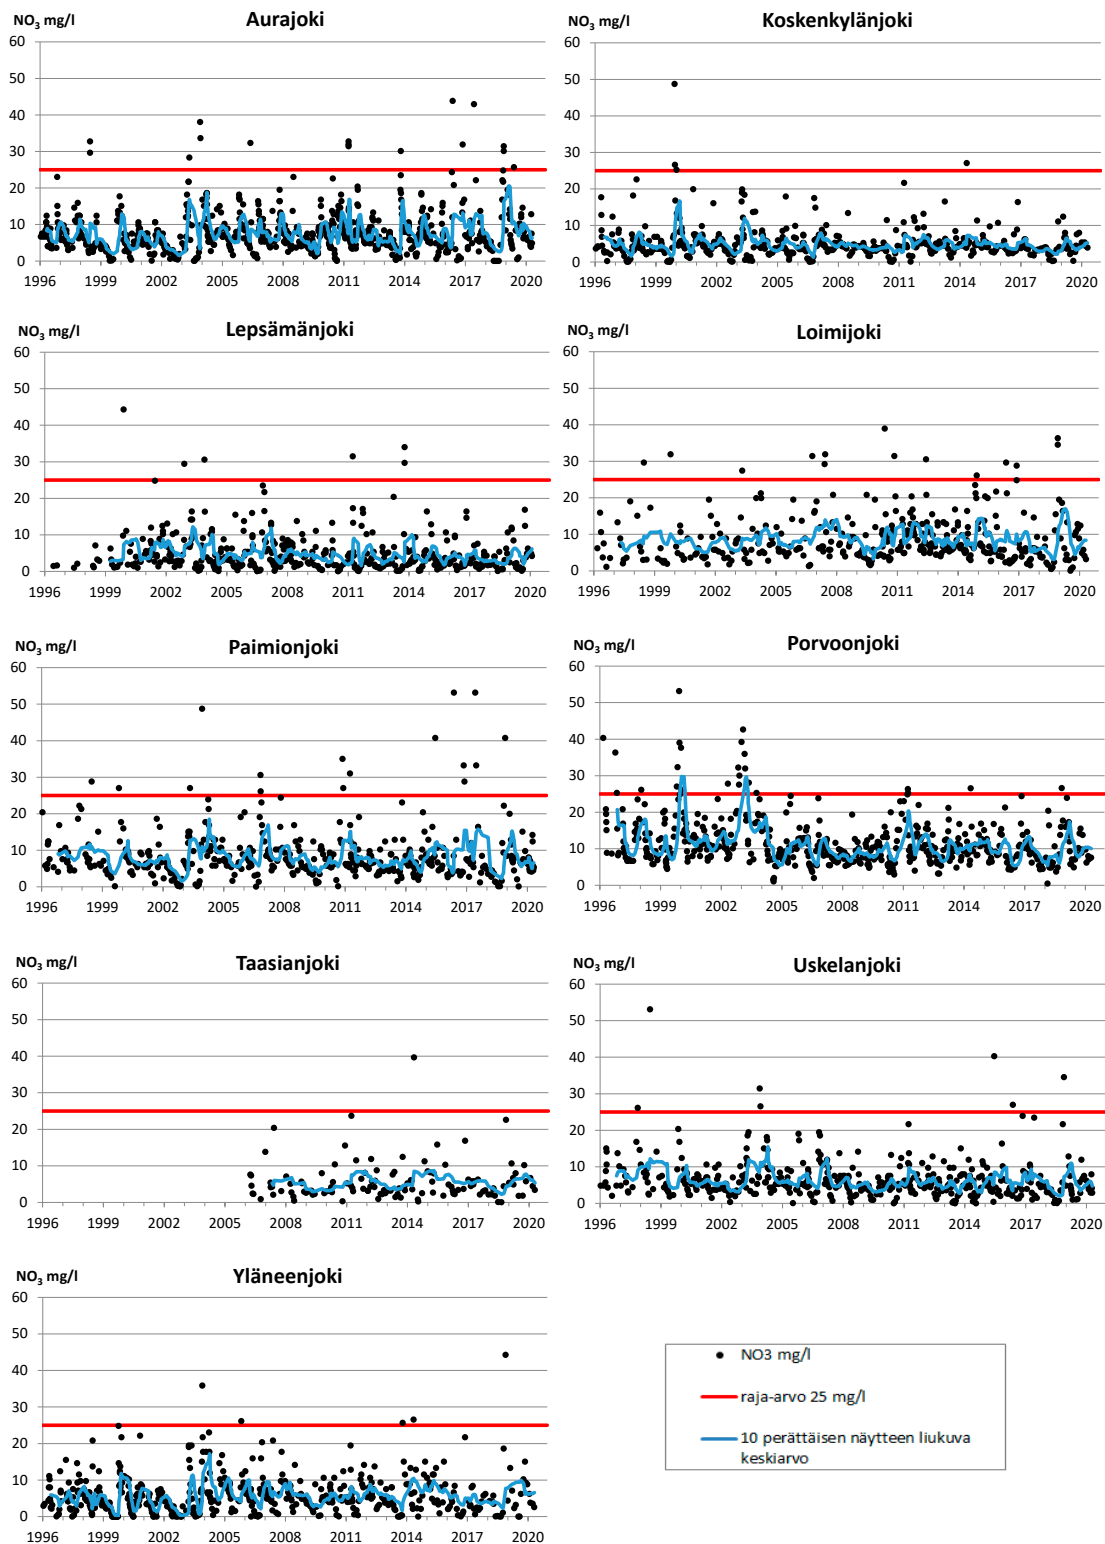 NO3 mg/l
Aurajoki
60
50
40
30
20
10
0
1996 1999 2002 2005 2008 2011 2014 2017 2020
NO3 mg/l
Koskenkylänjoki
60
50
40
30
20
10
0
1996 1999 2002 2005 2008 2011 2014 2017 2020
NO3 mg/l
Lepsämänjoki
60
50
40
30
20
10
0
1996 1999 2002 2005 2008 2011 2014 2017 2020
NO3 mg/l
Loimijoki
60
50
40
30
20
10
0
1996 1999 2002 2005 2008 2011 2014 2017 2020
NO3 mg/l
Paimionjoki
60
50
40
30
20
10
0
1996 1999 2002 2005 2008 2011 2014 2017 2020
NO3 mg/l
Porvoonjoki
60
50
40
30
20
10
0
1996 1999 2002 2005 2008 2011 2014 2017 2020
NO3 mg/l
Taasianjoki
60
50
40
30
20
10
0
1996 1999 2002 2005 2008 2011 2014 2017 2020
NO3 mg/l
Uskelanjoki
60
50
40
30
20
10
0
1996 1999 2002 2005 2008 2011 2014 2017 2020
NO3 mg/l
Yläneenjoki
60
50
40
30
20
10
0
1996 1999 2002 2005 2008 2011 2014 2017 2020
NO3 mg/l
raja-arvo 25 mg/l
10 perättäisen näytteen liukuva
keskiarvo